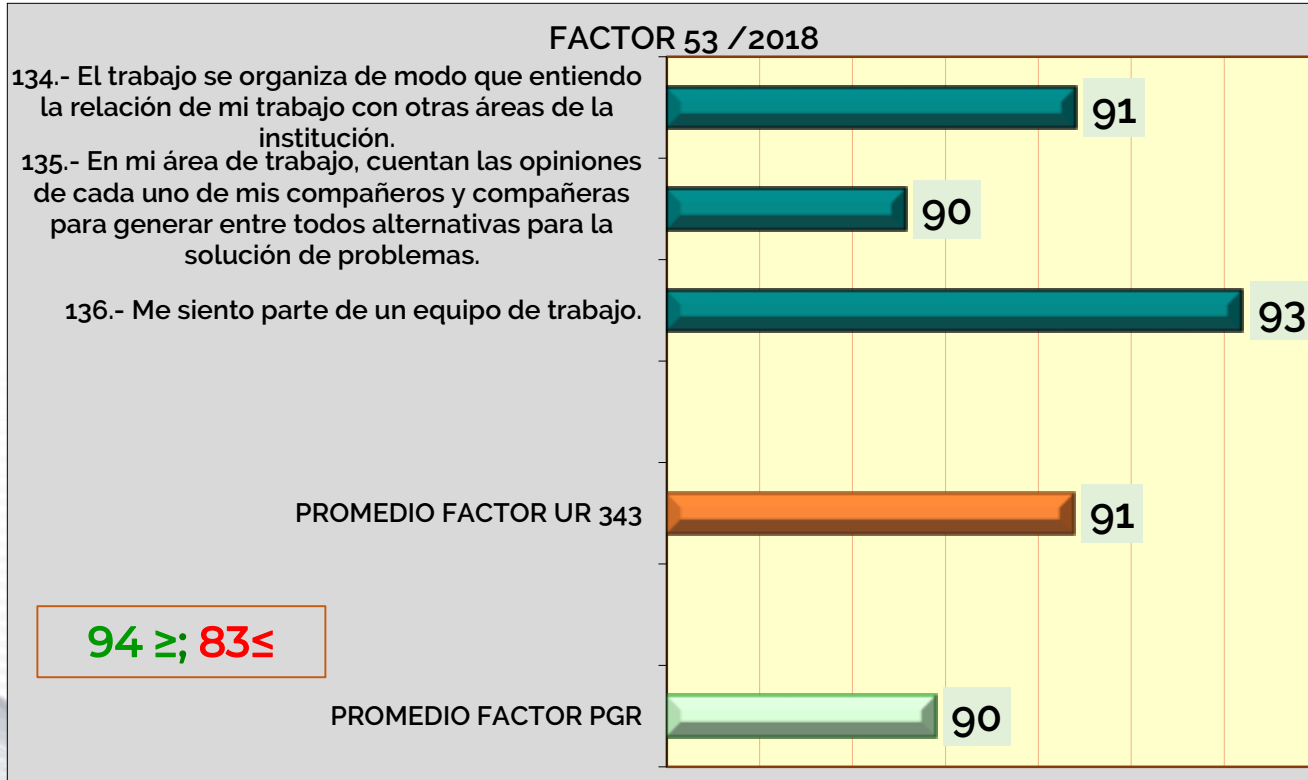 FACTOR 53 /2018
134.- El trabajo se organiza de modo que entiendo
la relación de mi trabajo con otras áreas de la
institución.
91
135.- En mi área de trabajo, cuentan las opiniones
de cada uno de mis compañeros y compañeras
para generar entre todos alternativas para la
solución de problemas.
90
136.- Me siento parte de un equipo de trabajo.
93
PROMEDIO FACTOR UR 343
91
94 ≥; 83≤
PROMEDIO FACTOR PGR
90